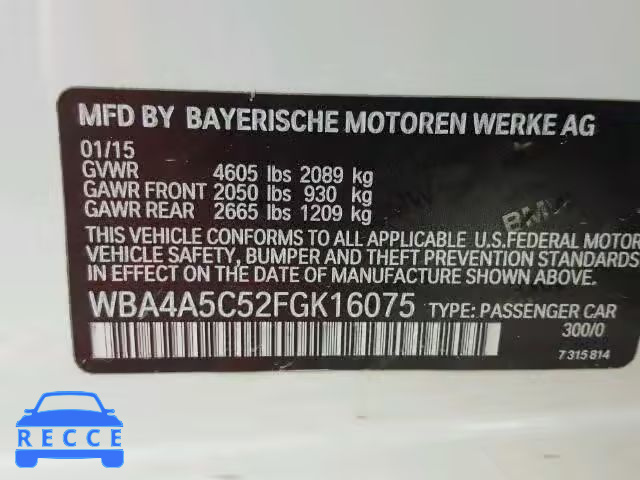 MFD BY BAYERISCHE MOTOREN WERKE AG
01/15
GVWR 4605 lbs 2089 kg
GAWR FRONT 2050 lbs 930 kg
GAWR REAR 2665 lbs 1209 kg
BMW
THIS VEHICLE CONFORMS TO ALL APPLICABLE U.S.FEDERAL MOTOR
VEHICLE SAFETY, BUMPER, AND THEFT PREVENTION STANDARDS
IN EFFECT ON THE DATE OF MANUFACTURE SHOWN ABOVE.
WBA4A5C52FGK16075 TYPE: PASSENGER CAR
300/0
7 315 814
RECCE